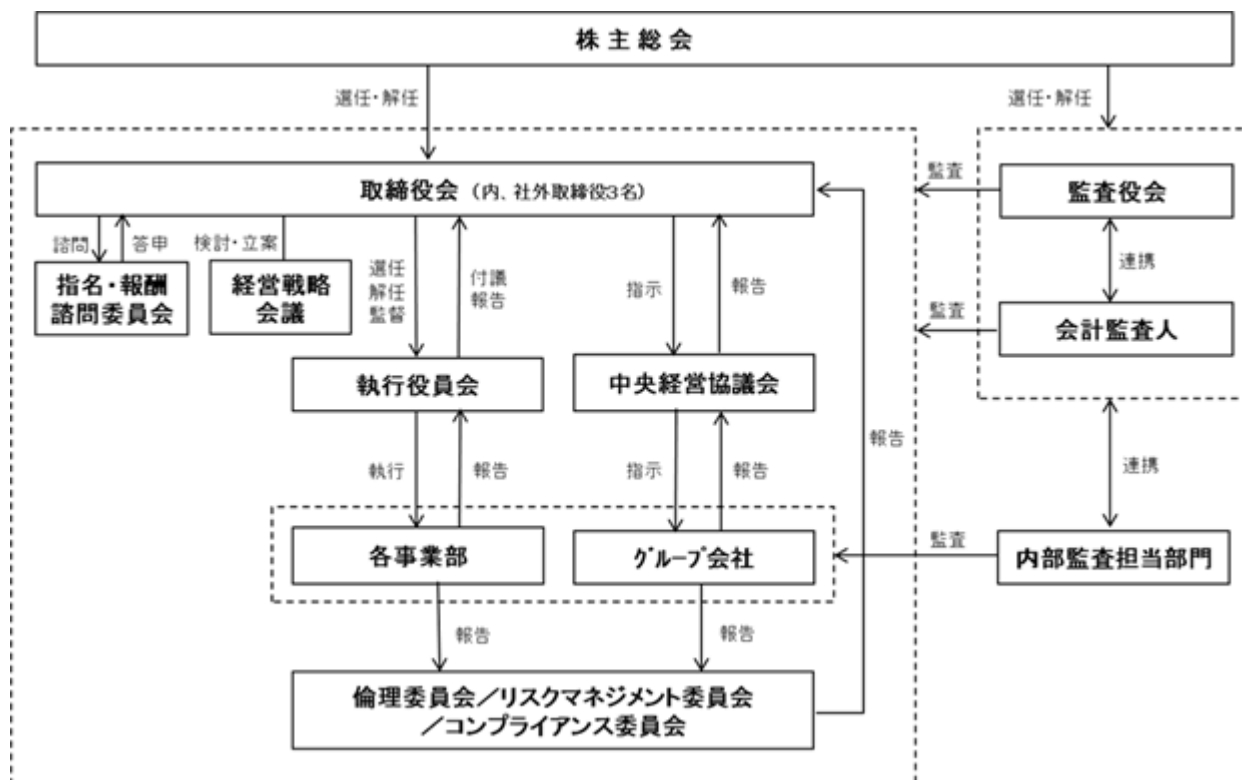 株主総会
選任・解任
選任・解任
取締役会 (内、社外取締役3名)
監査
監査役会
諮問
答申
検討・立案
指名・報酬
諮問委員会
経営戦略
会議
選任
解任
監督
付議
報告
指示
報告
連携
監査
会計監査人
執行役員会
中央経営協議会
報告
執行
報告
指示
報告
連携
各事業部
グループ会社
監査
内部監査担当部門
報告
報告
倫理委員会/リスクマネジメント委員会
/コンプライアンス委員会